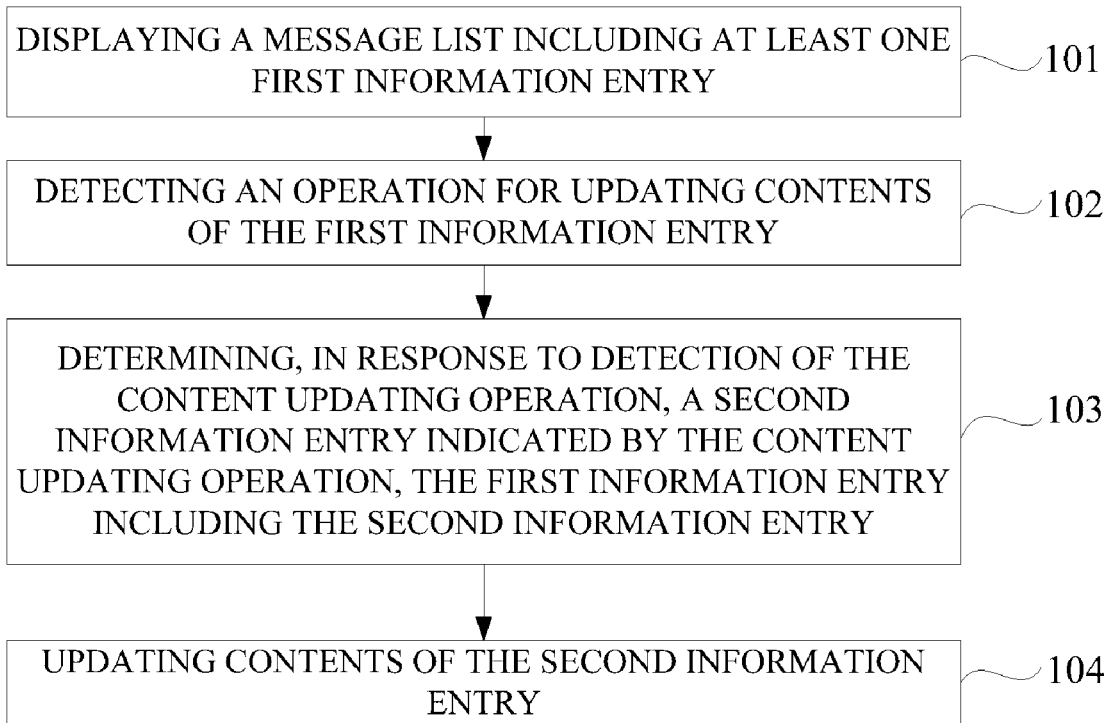 DISPLAYING A MESSAGE LIST INCLUDING AT LEAST ONE
FIRST INFORMATION ENTRY
101
DETECTING AN OPERATION FOR UPDATING CONTENTS
OF THE FIRST INFORMATION ENTRY
102
DETERMINING, IN RESPONSE TO DETECTION OF THE
CONTENT UPDATING OPERATION, A SECOND
INFORMATION ENTRY INDICATED BY THE CONTENT
UPDATING OPERATION, THE FIRST INFORMATION ENTRY
INCLUDING THE SECOND INFORMATION ENTRY
103
UPDATING CONTENTS OF THE SECOND INFORMATION
ENTRY
104